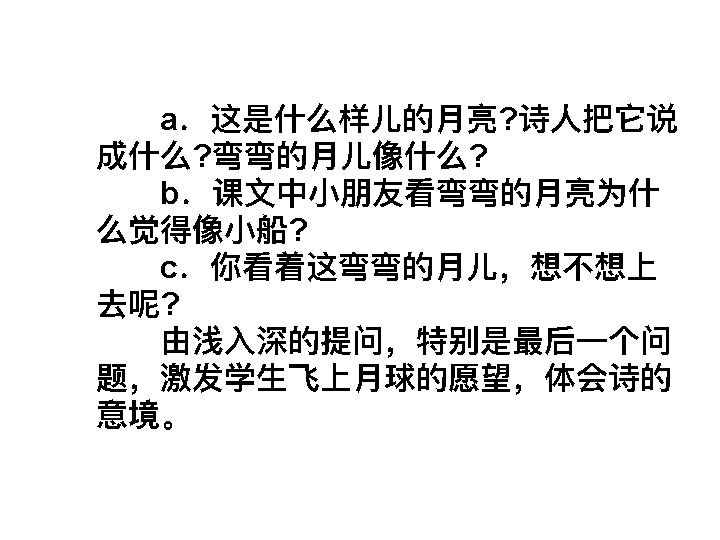 a．这是什么样儿的月亮?诗人把它说
成什么?弯弯的月儿像什么?
b．课文中小朋友看弯弯的月亮为什
么觉得像小船?
c．你看着这弯弯的月儿，想不想上
去呢?
由浅入深的提问，特别是最后一个问
题，激发学生飞上月球的愿望，体会诗的
意境。